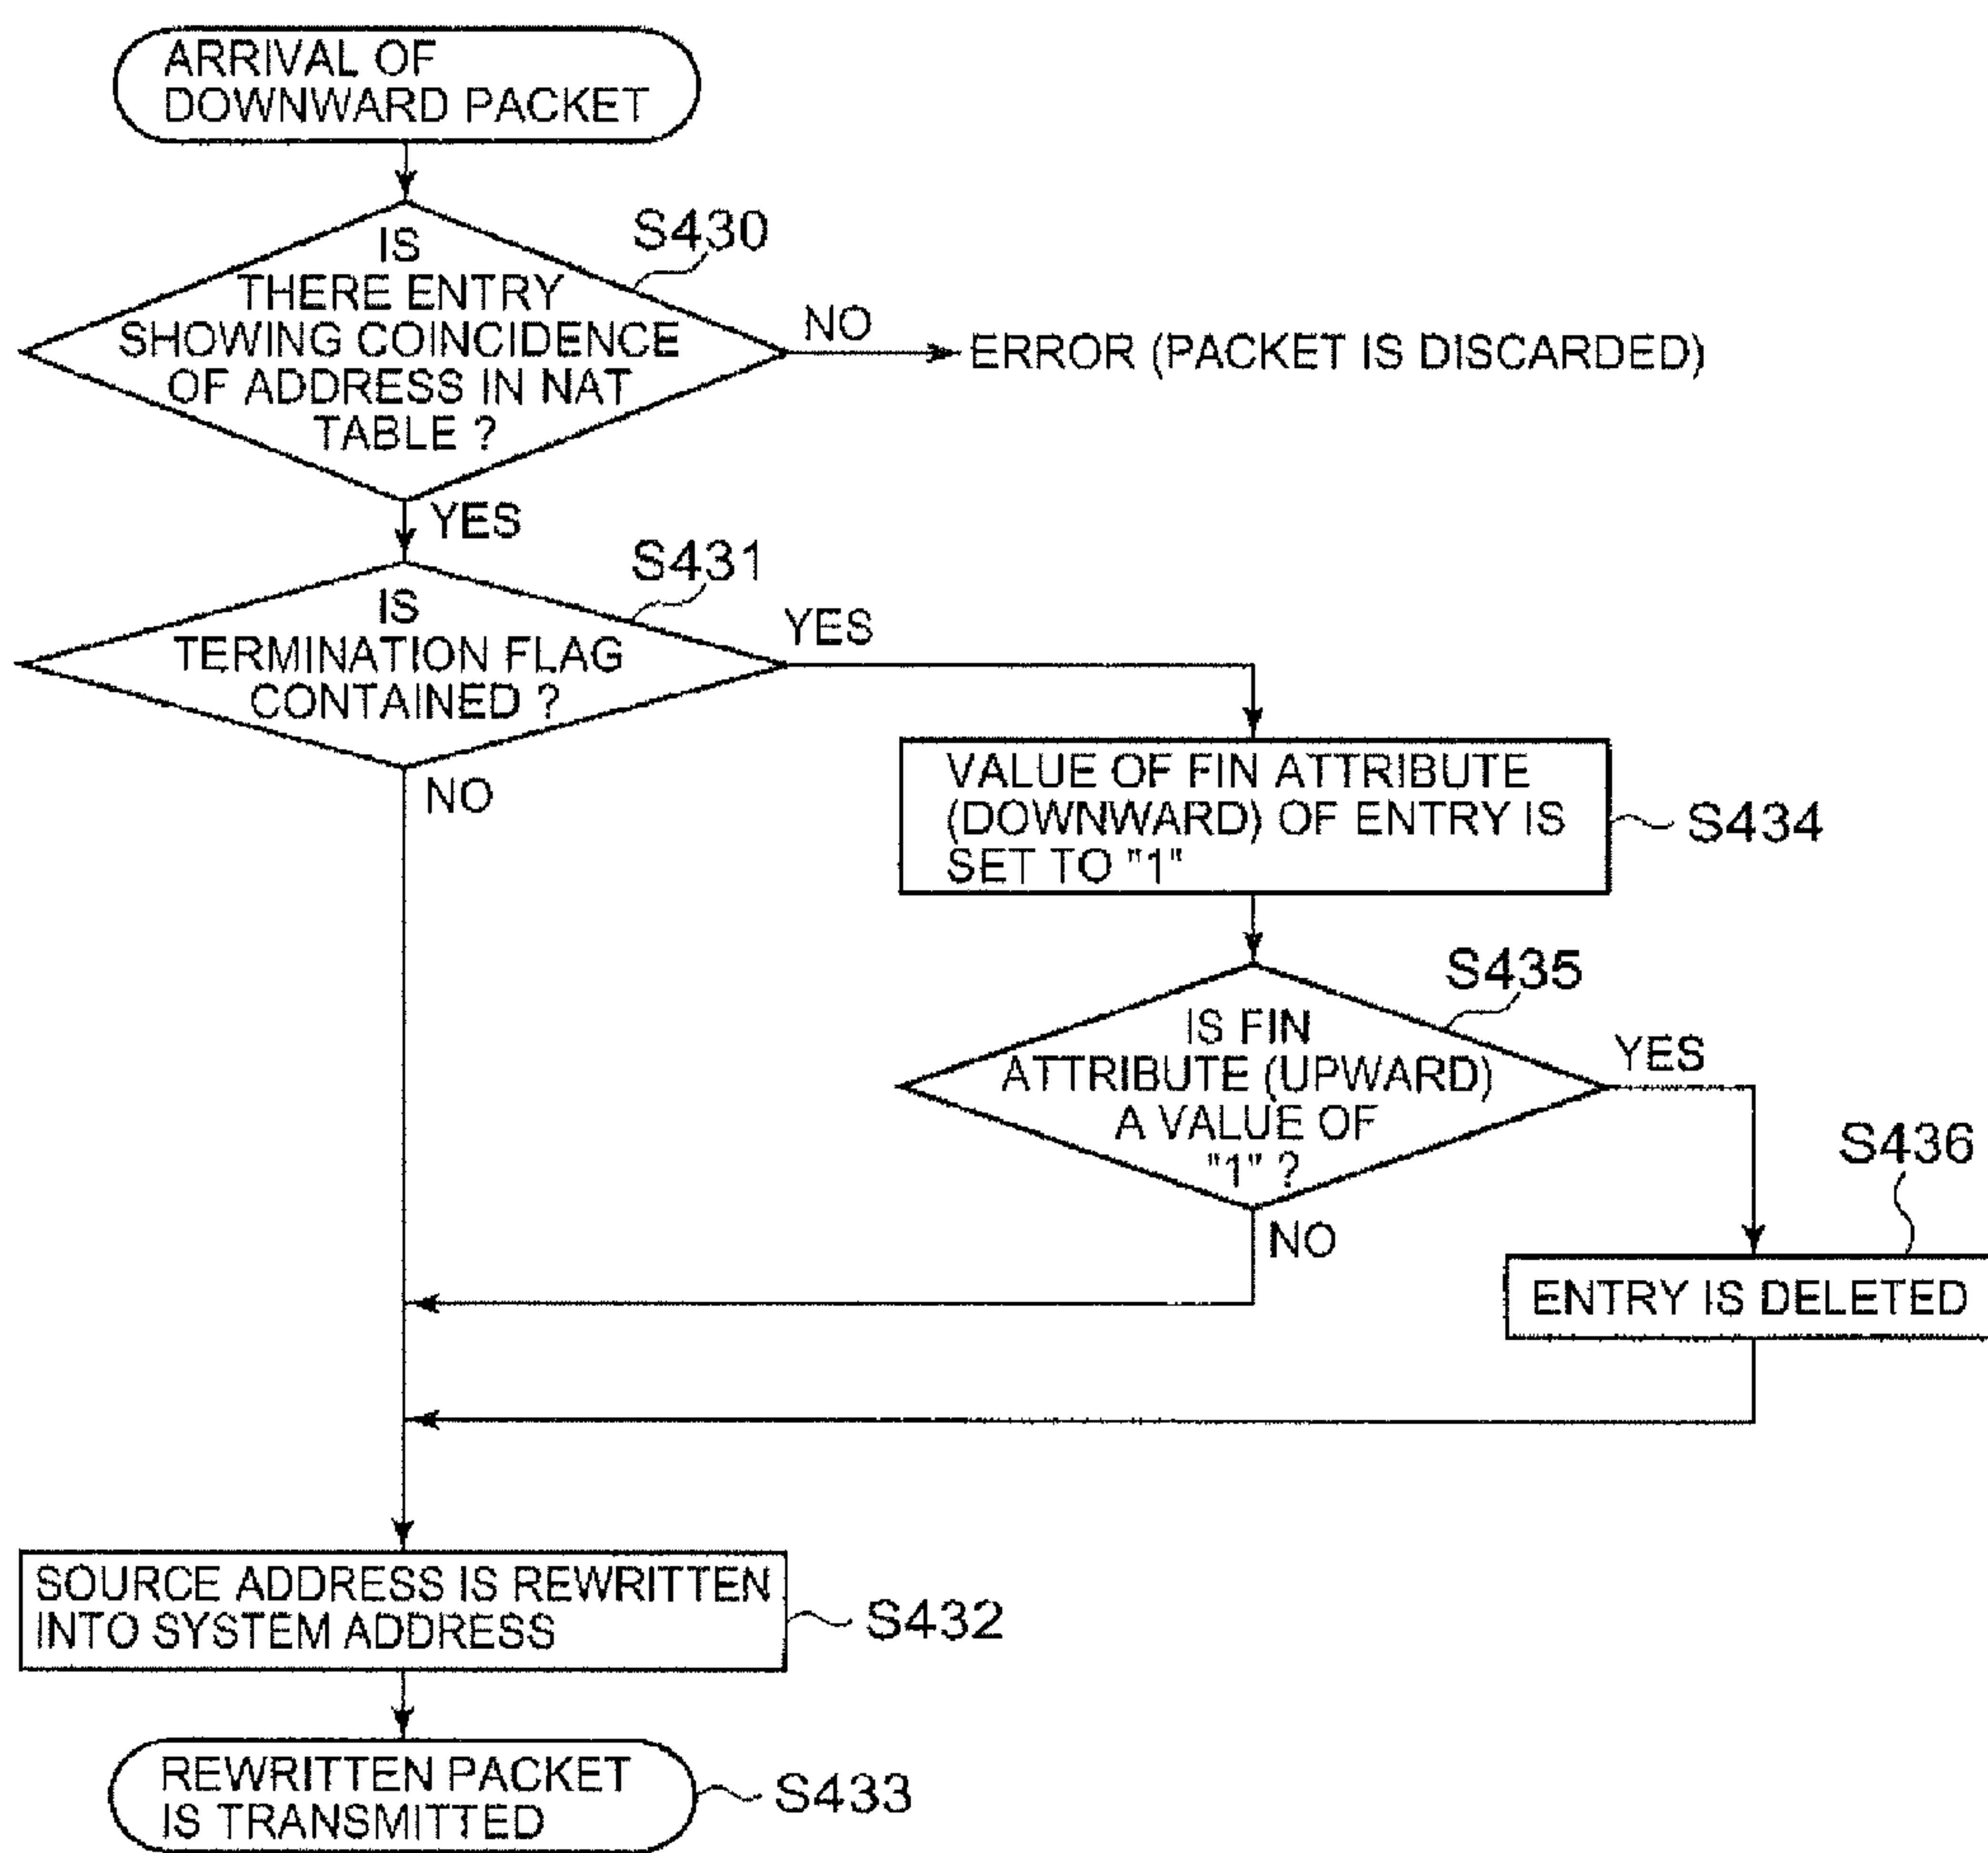 ARRIVAL OF
DOWNWARD PACKET
S430
IS
THERE ENTRY
SHOWING COINCIDENCE
OF ADDRESS IN NAT
TABLE ?
NO
ERROR (PACKET IS DISCARDED)
YES
S431
IS
TERMINATION FLAG
CONTAINED ?
YES
NO
VALUE OF FIN ATTRIBUTE
(DOWNWARD) OF ENTRY IS
SET TO "1"
S434
S435
IS FIN
ATTRIBUTE (UPWARD)
A VALUE OF
"1" ?
YES
NO
S436
ENTRY IS DELETED
SOURCE ADDRESS IS REWRITTEN
INTO SYSTEM ADDRESS
S432
REWRITTEN PACKET
IS TRANSMITTED
S433